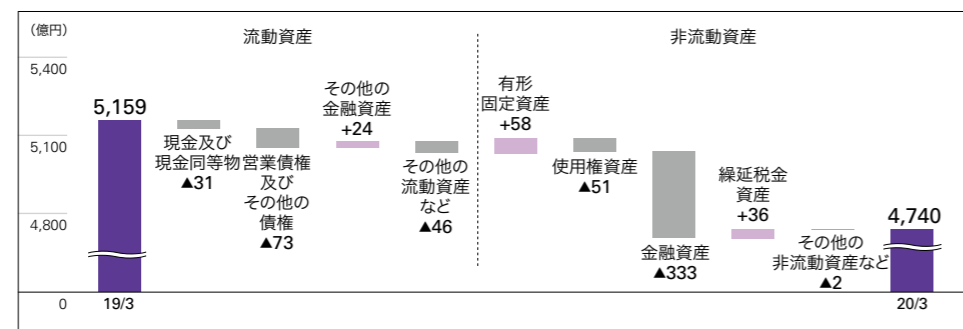 （億円）
流動資産
非流動資産
5,400
5,100
4,800
0
5,159
19/3
現金及び
現金同等物
▲31
営業債権
及び
その他の
債権
▲73
その他の
金融資産
+24
その他の
流動資産
など
▲46
有形
固定資産
+58
使用権資産
▲51
金融資産
▲333
繰延税金
資産
+36
その他の
非流動資産など
▲2
4,740
20/3